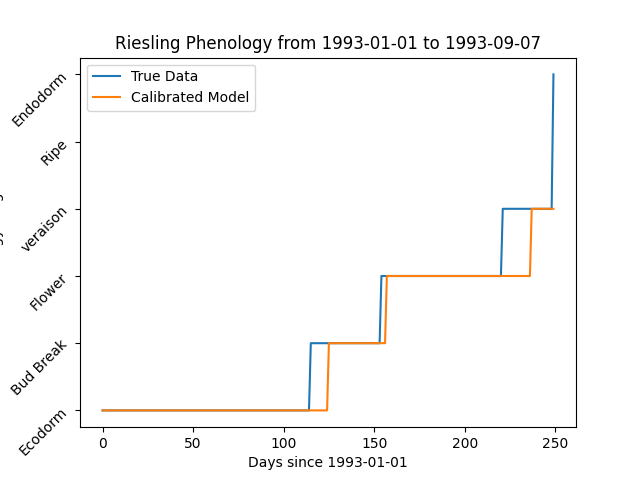 Riesling Phenology from 1993-01-01 to 1993-09-07
True Data
Calibrated Model
Endodorm
Ripe
veraison
Flower
Bud Break
Ecodorm
0 50 100 150 200 250
Days since 1993-01-01